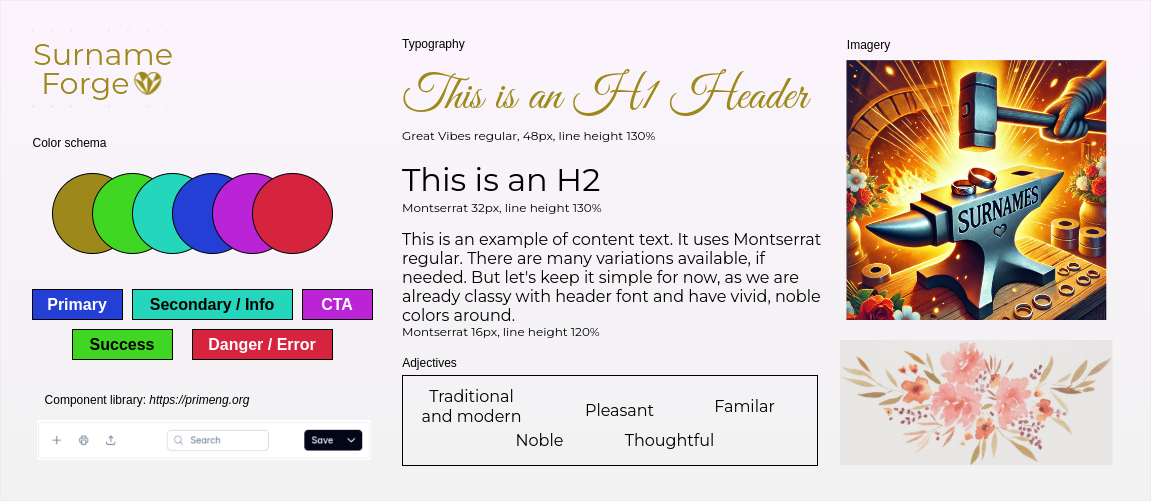 Surname
Forge
Color schema
Primary
Secondary / Info
CTA
Success
Danger / Error
Component library: https://primeng.org
Search
Save
Typography
This is an H1 Header
Great Vibes regular, 48px, line height 130%
This is an H2
Montserrat 32px, line height 130%
This is an example of content text. It uses Montserrat
regular. There are many variations available, if
needed. But let's keep it simple for now, as we are
already classy with header font and have vivid, noble
colors around.
Montserrat 16px, line height 120%
Adjectives
Traditional
and modern
Pleasant
Familar
Noble
Thoughtful
Imagery
SURNAMES